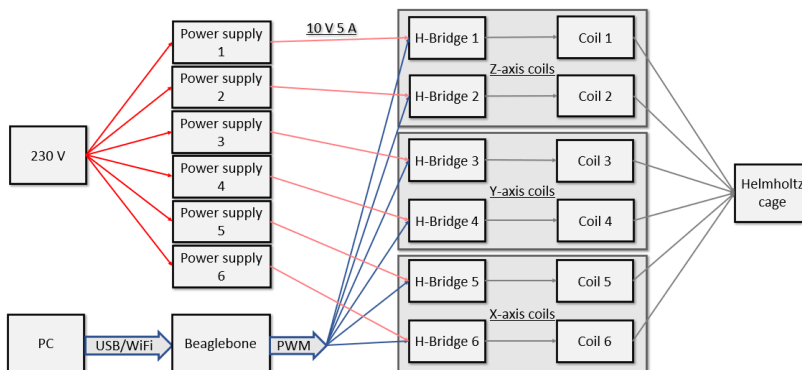 Power supply
1
10 V 5 A
H-Bridge 1
Coil 1
Z-axis coils
Power supply
2
H-Bridge 2
Coil 2
230 V
Power supply
3
H-Bridge 3
Coil 3
Y-axis coils
Power supply
4
H-Bridge 4
Coil 4
Helmholtz
cage
Power supply
5
H-Bridge 5
Coil 5
X-axis coils
Power supply
6
H-Bridge 6
Coil 6
PC
USB/WiFi
Beaglebone
PWM